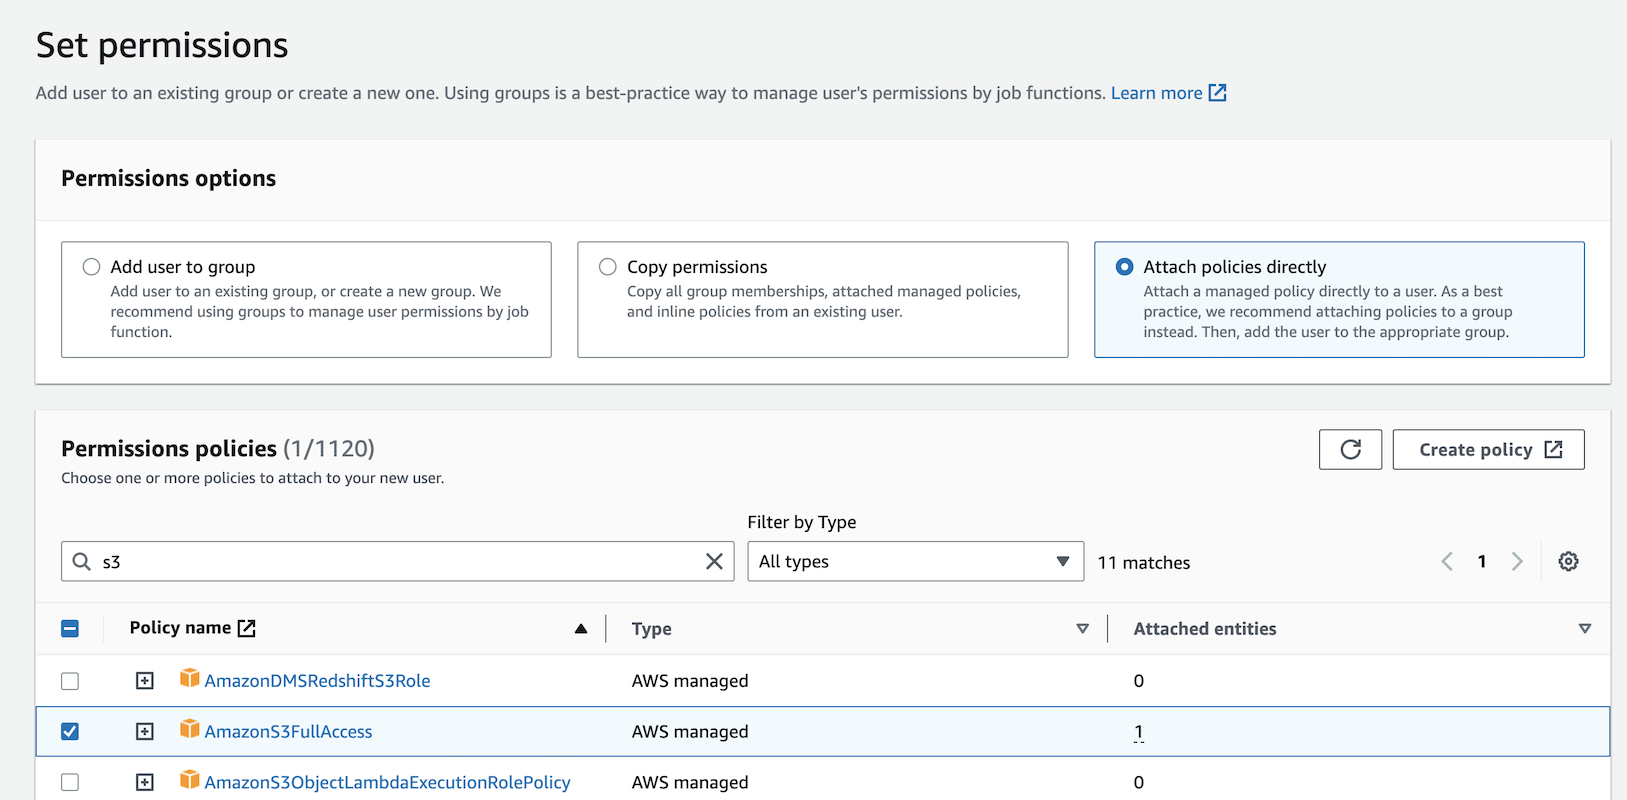 Set permissions
Add user to an existing group or create a new one. Using groups is a best-practice way to manage user's permissions by job functions. Learn more
Permissions options
Add user to group
Add user to an existing group, or create a new group. We
recommend using groups to manage user permissions by job
function.
Copy permissions
Copy all group memberships, attached managed policies,
and inline policies from an existing user.
Attach policies directly
Attach a managed policy directly to a user. As a best
practice, we recommend attaching policies to a group
instead. Then, add the user to the appropriate group.
Permissions policies (1/1120)
Choose one or more policies to attach to your new user.
Create policy
Filter by Type
s3
All types
11 matches
1
Policy name
Type
Attached entities
AmazonDMSRedshiftS3Role
AWS managed
0
AmazonS3FullAccess
AWS managed
1
AmazonS3ObjectLambdaExecutionRolePolicy
AWS managed
0